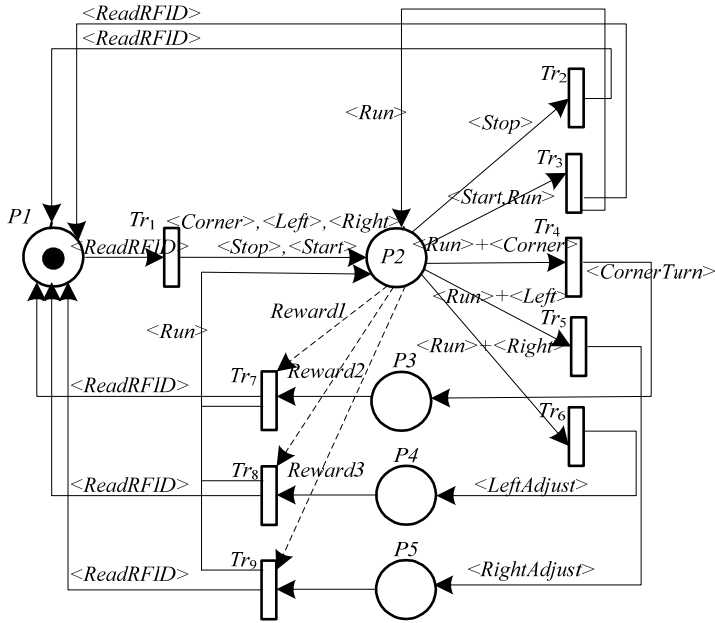 <ReadRFID>
<ReadRFID>
Tr2
<Run>
<Stop>
Tr3
<Start,Run>
P1
Tr1
<Corner>,<Left>,<Right>
Tr4
<ReadRFID>
<Stop>,<Start>
P2
<Run>+<Corner>
<CornerTurn>
<Run>+<Left>
Reward1
Tr5
<Run>
<Run>+<Right>
P3
Reward2
Tr7
<ReadRFID>
Tr6
P4
Tr8
Reward3
<ReadRFID>
<LeftAdjust>
P5
Tr9
<ReadRFID>
<RightAdjust>